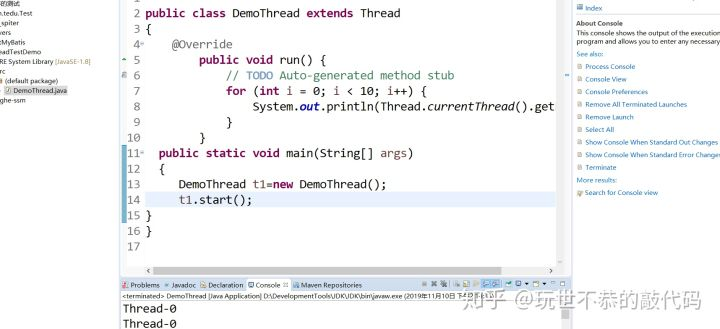 的测试
m.tedu.Test
_spiter
ct
MyBatis
readTestDemo
RE System Library [JavaSE-1.8]
rc
(default package)
DemoThread.java
ghe-ssm
2 public class DemoThread extends Thread
3 {
4 @Override
5 public void run() {
6 // TODO Auto-generated method stub
7 for (int i = 0; i < 10; i++) {
8 System.out.println(Thread.currentThread().get
9 }
10 }
11 public static void main(String[] args)
12 {
13 DemoThread t1=new DemoThread();
14 t1.start();
15 }
16 }
17
Index
About Console
This console shows the output of the execution
program and allows you to enter any necessary
See also:
Process Console
Console View
Console Preferences
Remove All Terminated Launches
Remove Launch
Select All
Show Console When Standard Out Changes
Show Console When Standard Error Changes
Terminate
More results:
Search for Console view
Problems Javadoc Declaration Console Maven Repositories
<terminated> DemoThread [Java Application] D:\DevelopmentTools\JDK\JDK\bin\javaw.exe (2019年11月10日
Thread-0
Thread-0
知乎 @玩世不恭的敲代码